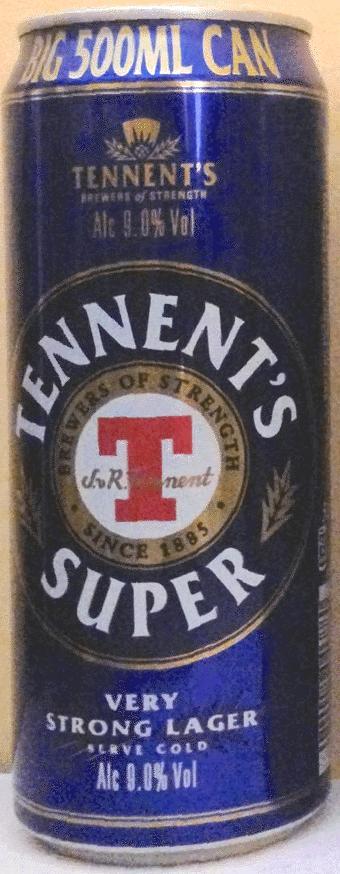 BIG 500ML CAN
TENNENT'S
BREWERS of STRENGTH
Alc 9.0% Vol
TENNENT'S
BREWERS OF STRENGTH
T
J.&R. Tennent
SINCE 1885
SUPER
VERY
STRONG LAGER
SERVE COLD
Alc 9.0% Vol